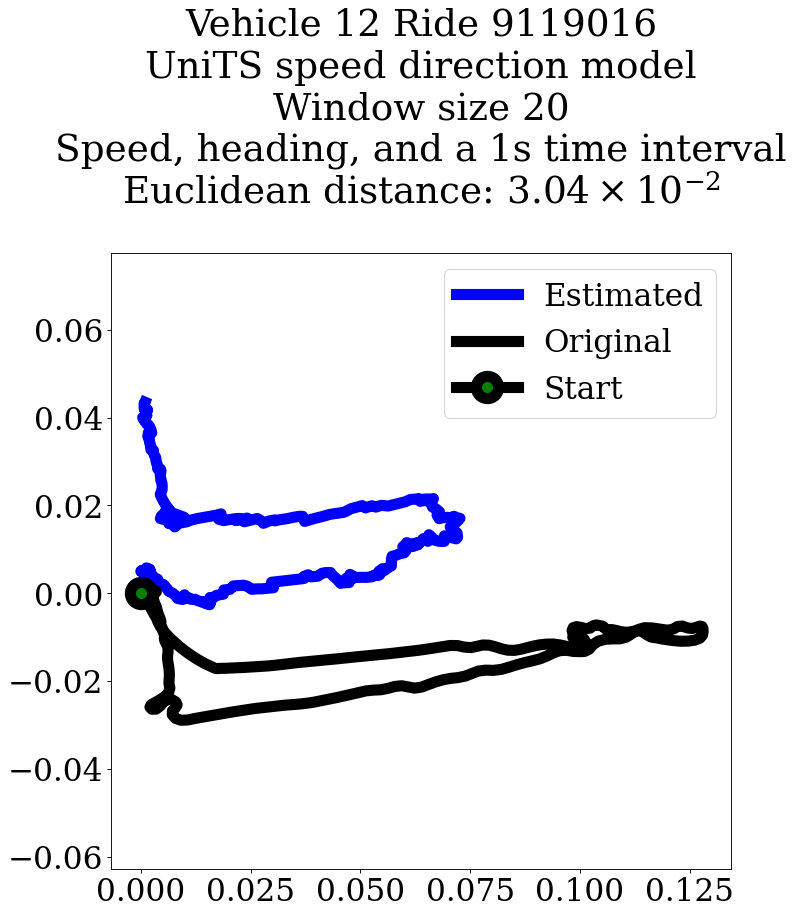 Vehicle 12 Ride 9119016
UniTS speed direction model
Window size 20
Speed, heading, and a 1s time interval
Euclidean distance: 3.04 × 10⁻²
Estimated
Original
Start
0.06
0.04
0.02
0.00
−0.02
−0.04
−0.06
0.000 0.025 0.050 0.075 0.100 0.125